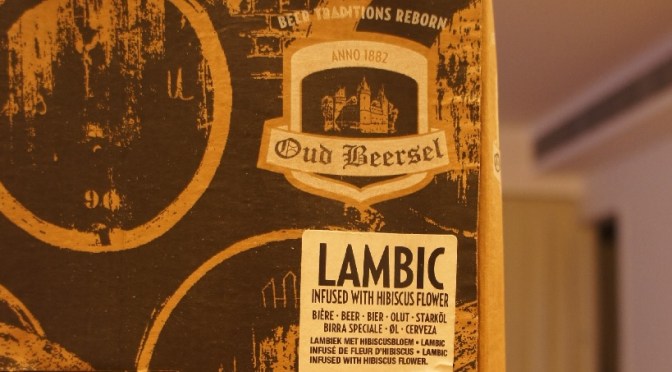 BEER TRADITIONS REBORN
ANNO 1882
Oud Beersel
90
LAMBIC
INFUSED WITH HIBISCUS FLOWER
BIÈRE · BEER · BIER · OLUT · STARKÖL
BIRRA SPECIALE · ØL · CERVEZA
LAMBIEK MET HIBISCUSBLOEM · LAMBIC
INFUSÉ DE FLEUR D'HIBISCUS · LAMBIC
INFUSED WITH HIBISCUS FLOWER.